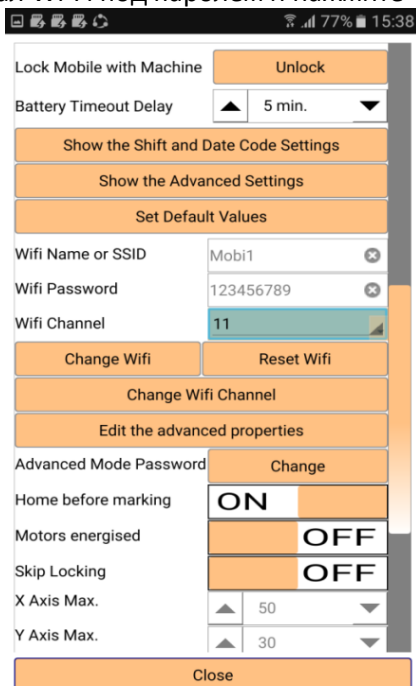 77% 15:38
Lock Mobile with Machine Unlock
Battery Timeout Delay 5 min.
Show the Shift and Date Code Settings
Show the Advanced Settings
Set Default Values
Wifi Name or SSID Mobi1
Wifi Password 123456789
Wifi Channel 11
Change Wifi Reset Wifi
Change Wifi Channel
Edit the advanced properties
Advanced Mode Password Change
Home before marking ON
Motors energised OFF
Skip Locking OFF
X Axis Max. 50
Y Axis Max. 30
Close